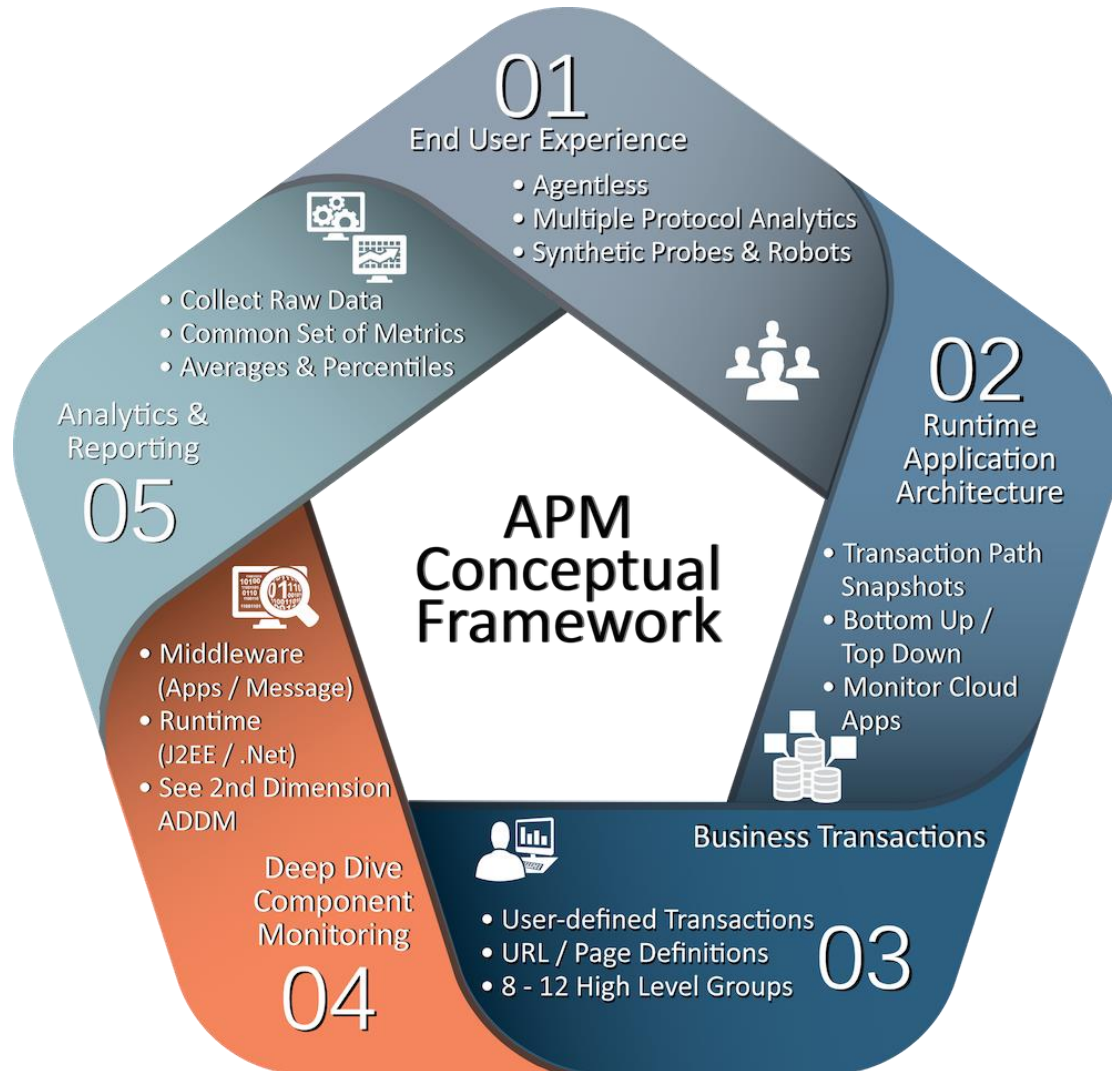 01
End User Experience
• Agentless
• Multiple Protocol Analytics
• Synthetic Probes & Robots
02
Runtime
Application
Architecture
• Transaction Path
Snapshots
• Bottom Up /
Top Down
• Monitor Cloud
Apps
Business Transactions
• User-defined Transactions
• URL / Page Definitions
• 8 - 12 High Level Groups
03
• Middleware
(Apps / Message)
• Runtime
(J2EE / .Net)
• See 2nd Dimension
ADDM
Deep Dive
Component
Monitoring
04
• Collect Raw Data
• Common Set of Metrics
• Averages & Percentiles
Analytics &
Reporting
05
APM
Conceptual
Framework